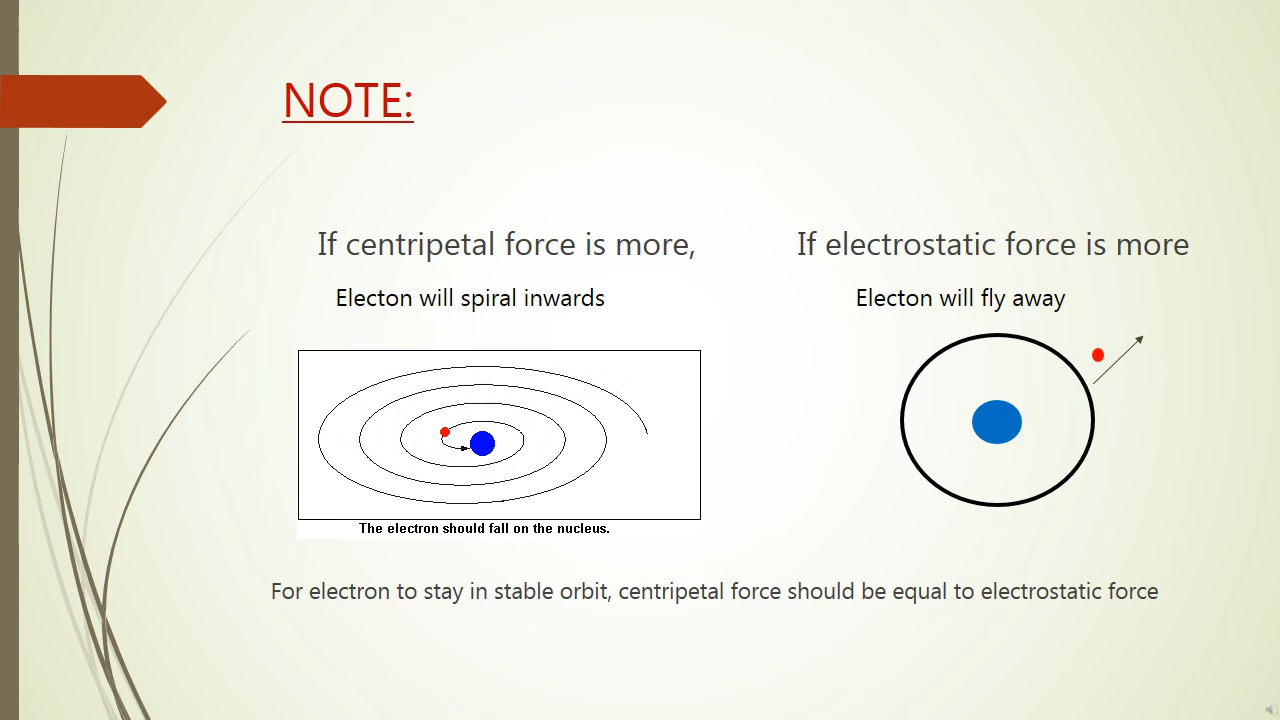 NOTE:
If centripetal force is more,
Electon will spiral inwards
The electron should fall on the nucleus.
If electrostatic force is more
Electon will fly away
For electron to stay in stable orbit, centripetal force should be equal to electrostatic force